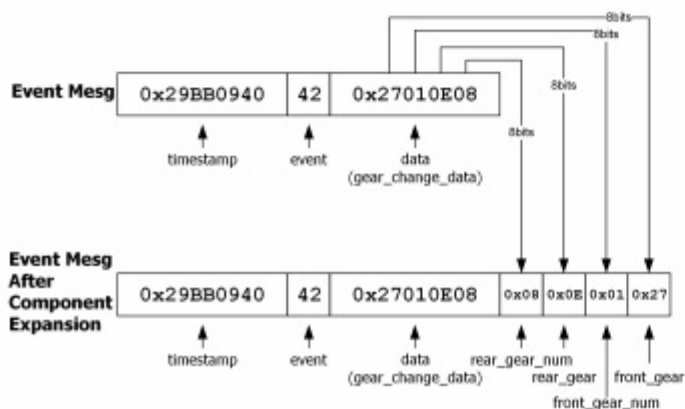 8bits
8bits
Event Mesg
0x29BB0940 42 0x27010E08
8bits
8bits
timestamp event data
(gear_change_data)
Event Mesg
After
Component
Expansion
0x29BB0940 42 0x27010E08 0x08 0x0E 0x01 0x27
timestamp event data rear_gear_num front_gear
(gear_change_data) rear_gear
front_gear_num